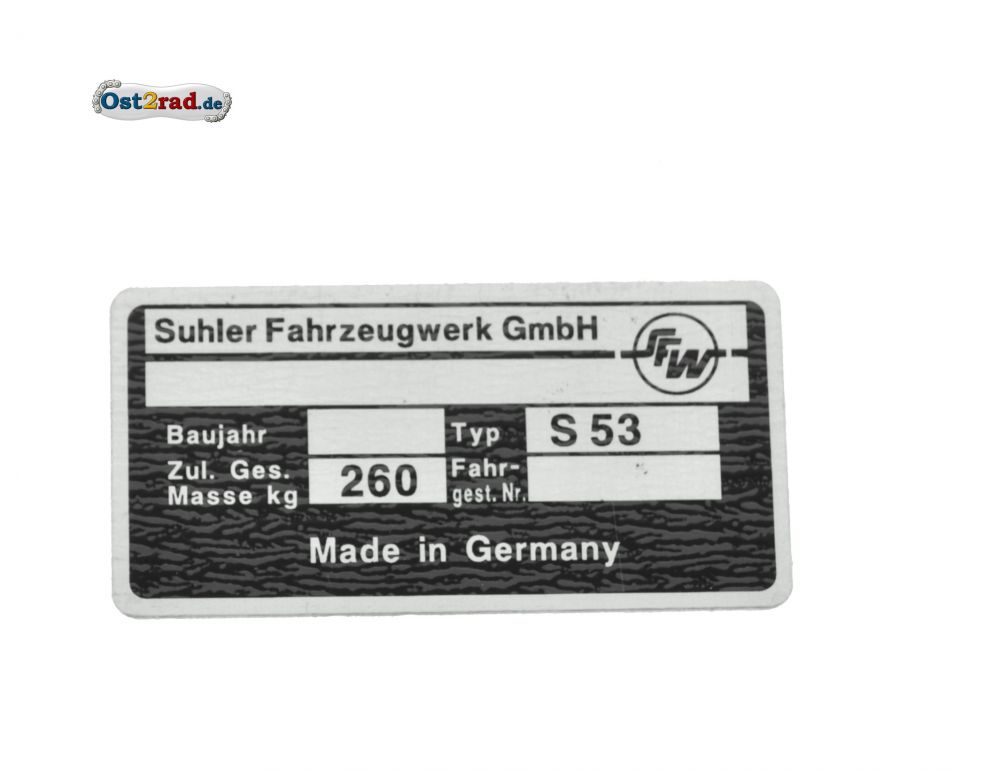 Ost2rad.de
Suhler Fahrzeugwerk GmbH
SFW
Baujahr
Typ S 53
Zul. Ges.
Masse kg 260
Fahr-
gest. Nr.
Made in Germany